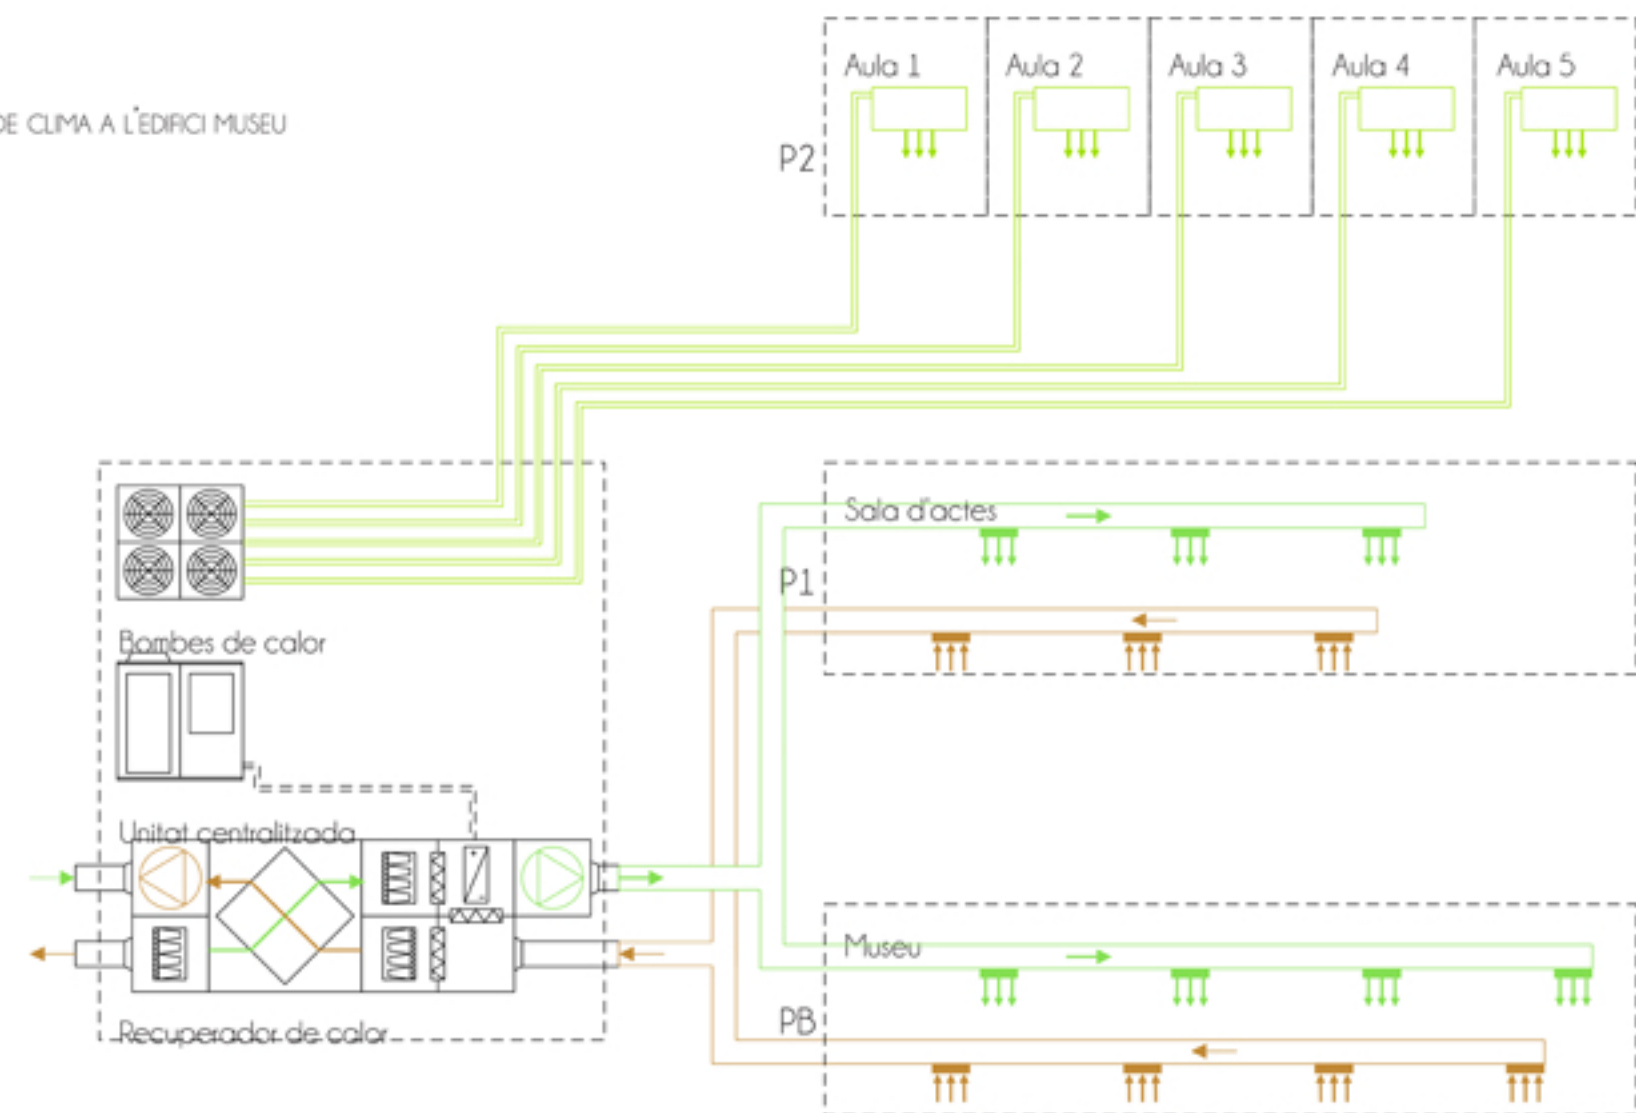 Aula 1
Aula 2
Aula 3
Aula 4
Aula 5
DE CLIMA A L'EDIFICI MUSEU
P2
Sala d'actes
P1
Bombes de calor
Unitat centralitzada
Museu
PB
Recuperador de calor